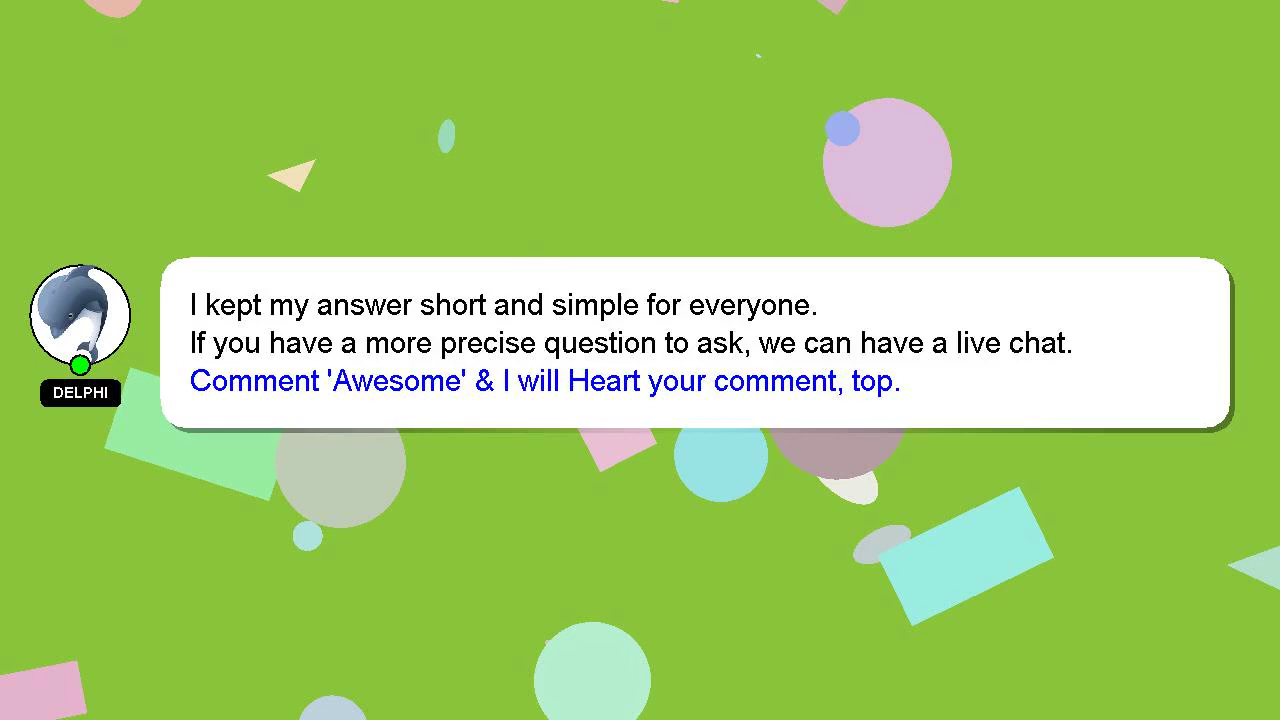 I kept my answer short and simple for everyone.
If you have a more precise question to ask, we can have a live chat.
Comment 'Awesome' & I will Heart your comment, top.
DELPHI